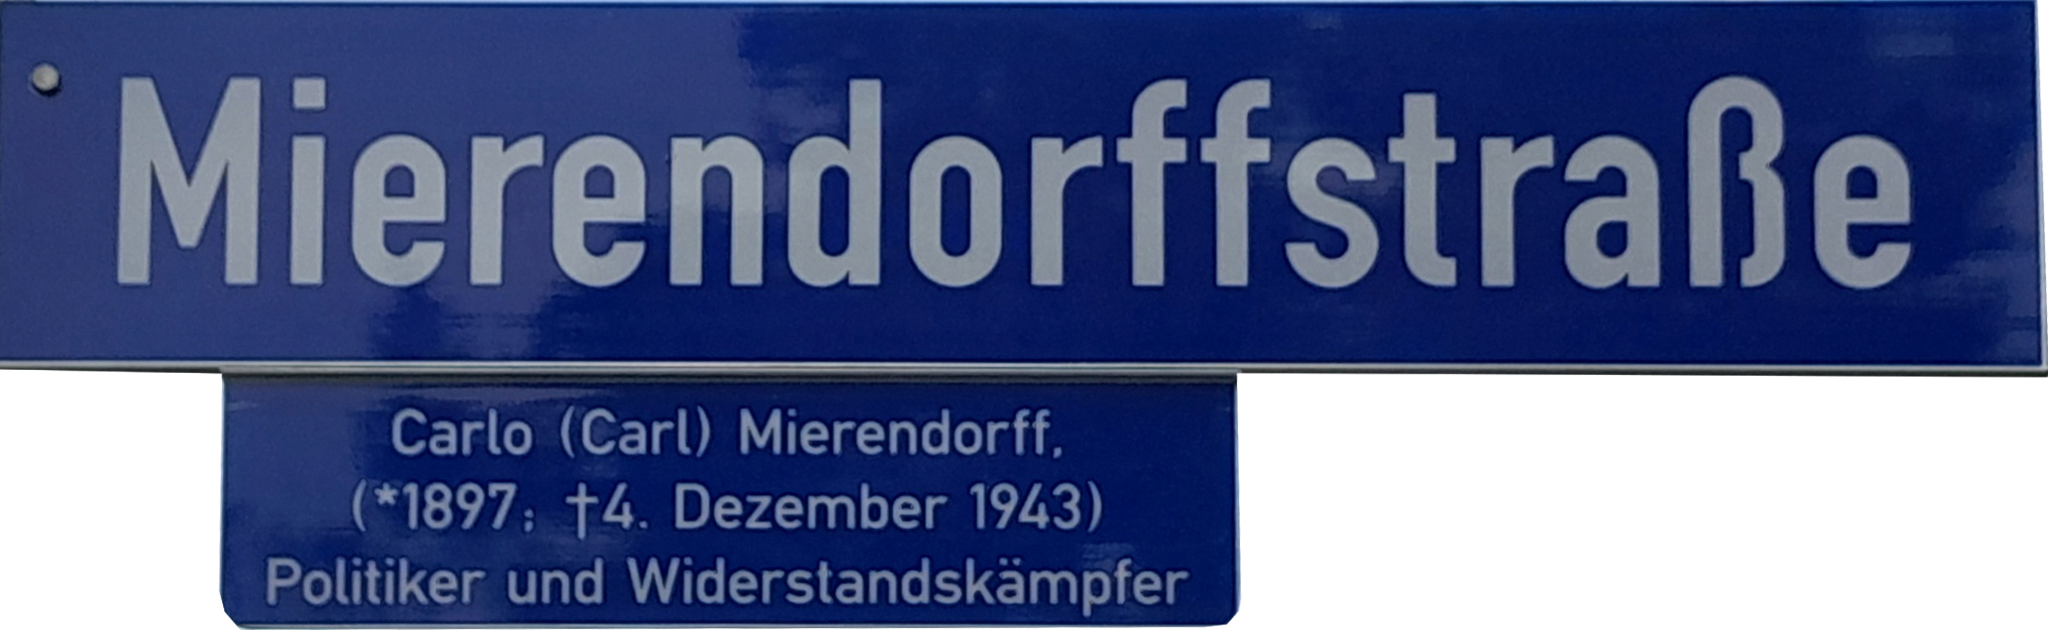 Mierendorffstraße
Carlo (Carl) Mierendorff,
(*1897; †4. Dezember 1943)
Politiker und Widerstandskämpfer